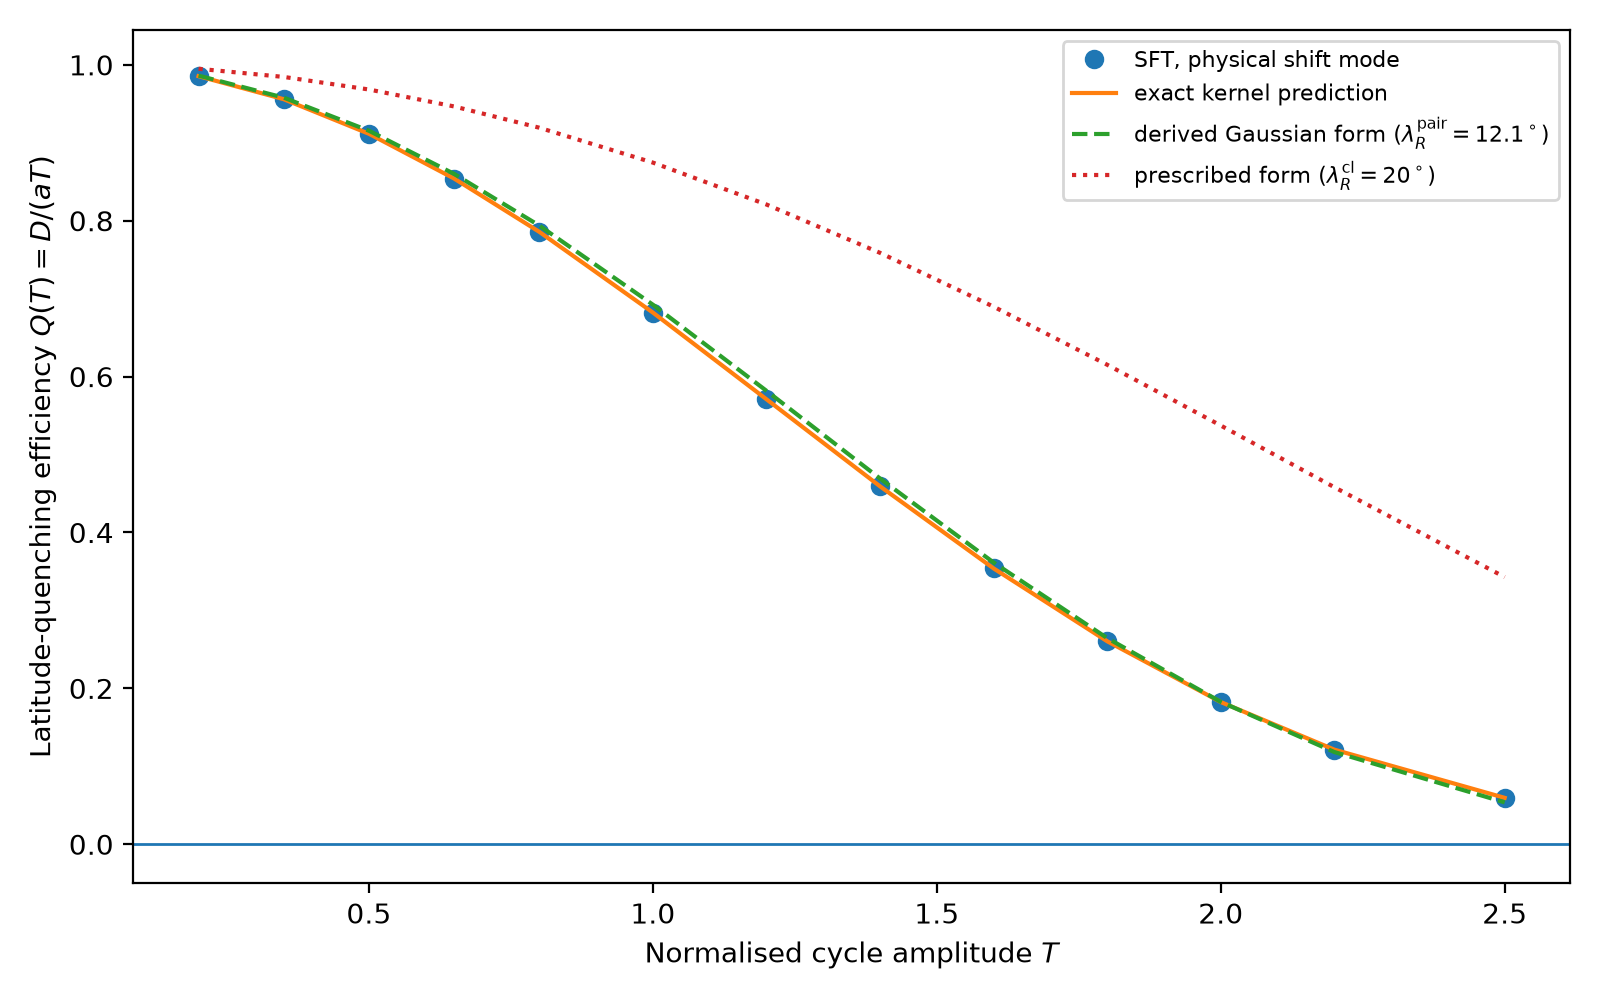 SFT, physical shift mode
exact kernel prediction
derived Gaussian form (λ_R^pair = 12.1°)
prescribed form (λ_R^cl = 20°)
Latitude-quenching efficiency Q(T) = D/(aT)
1.0
0.8
0.6
0.4
0.2
0.0
0.5
1.0
1.5
2.0
2.5
Normalised cycle amplitude T